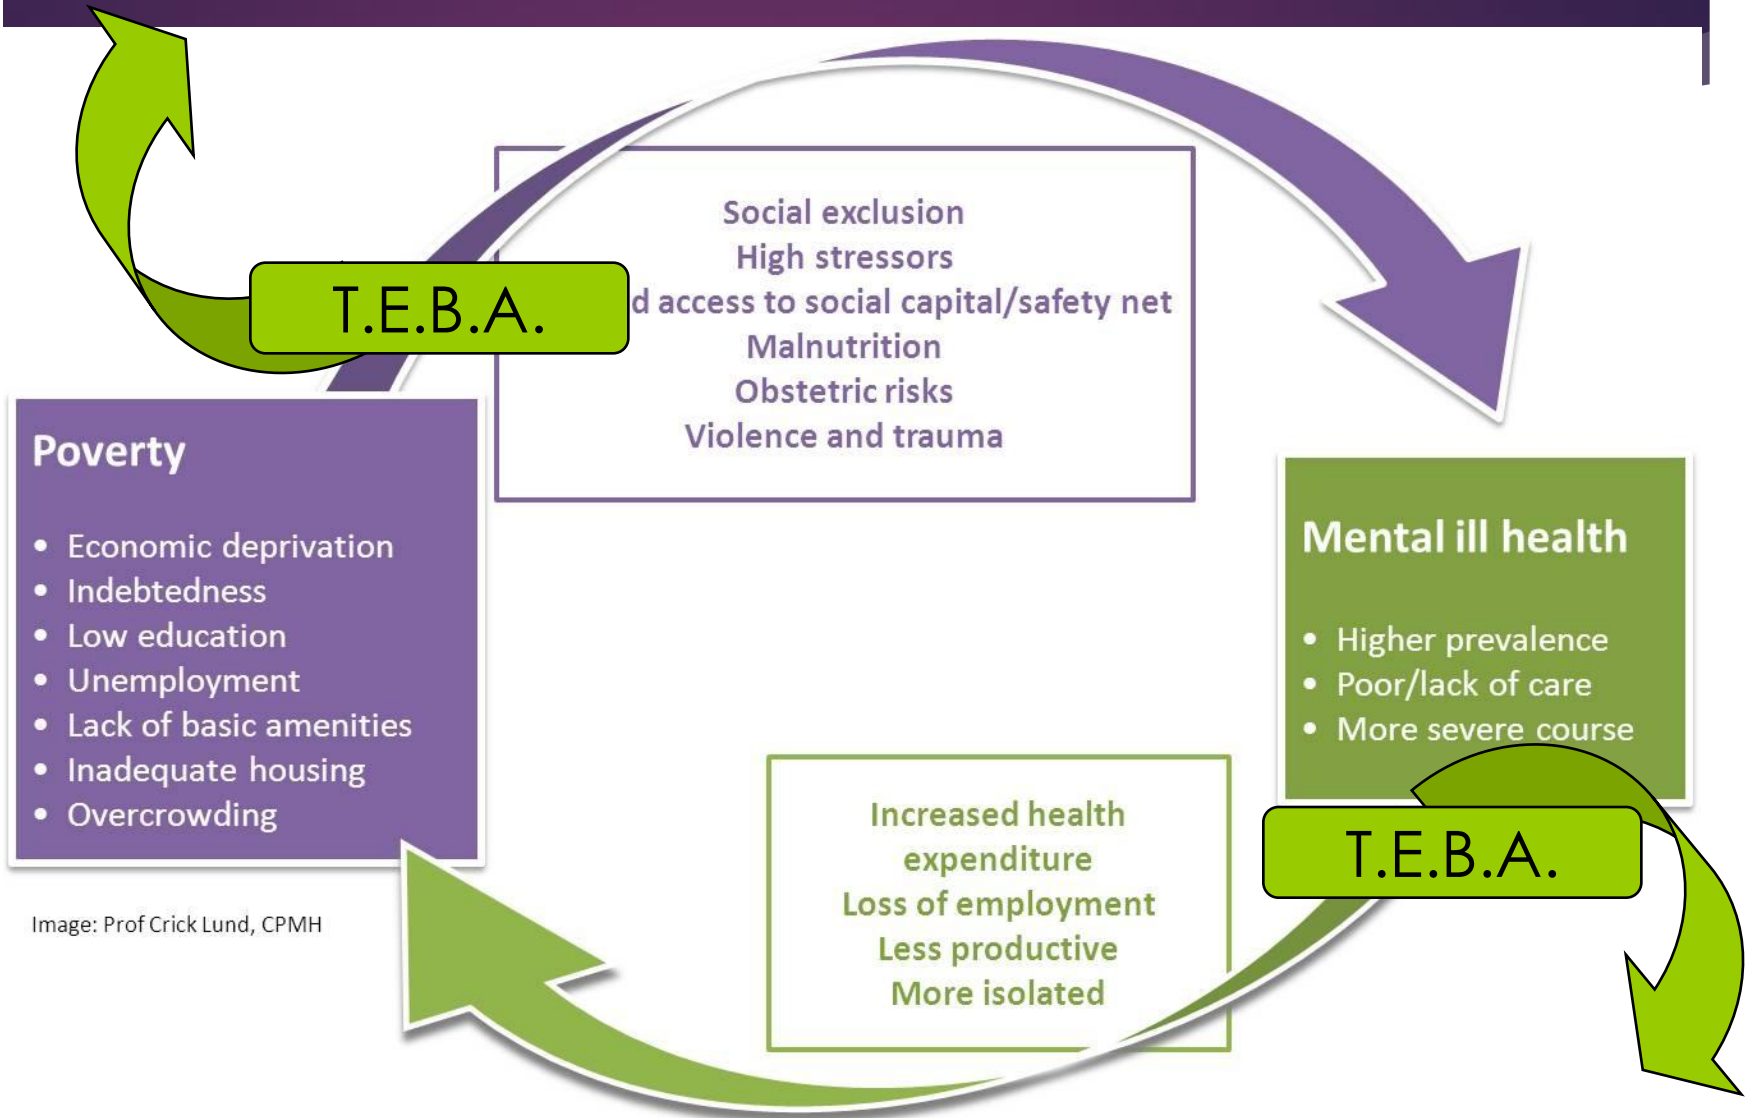 Social exclusion
High stressors
d access to social capital/safety net
Malnutrition
Obstetric risks
Violence and trauma
T.E.B.A.
Poverty
• Economic deprivation
• Indebtedness
• Low education
• Unemployment
• Lack of basic amenities
• Inadequate housing
• Overcrowding
Mental ill health
• Higher prevalence
• Poor/lack of care
• More severe course
T.E.B.A.
Increased health
expenditure
Loss of employment
Less productive
More isolated
Image: Prof Crick Lund, CPMH